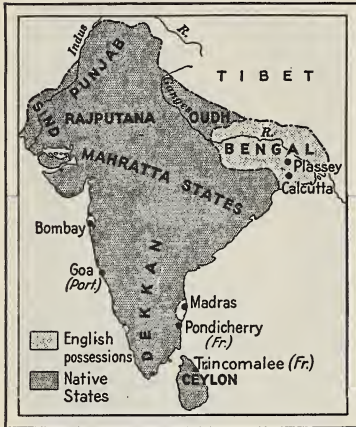 Indus
R.
PUNJAB
TIBET
SIND
RAJPUTANA
Ganges
R.
OUDH
BENGAL
Plassey
Calcutta
MAHRATTA STATES
Bombay
Goa
(Port.)
DEKKAN
Madras
Pondicherry
(Fr.)
Trincomalee (Fr.)
CEYLON
English
possessions
Native
States